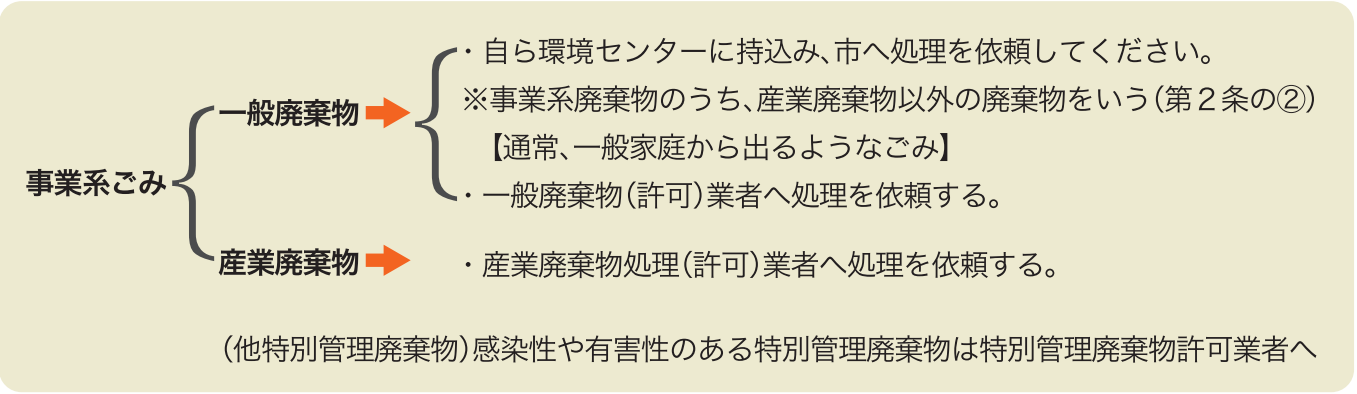 事業系ごみ
一般廃棄物
・自ら環境センターに持込み、市へ処理を依頼してください。
※事業系廃棄物のうち、産業廃棄物以外の廃棄物をいう（第２条の②）
【通常、一般家庭から出るようなごみ】
・一般廃棄物（許可）業者へ処理を依頼する。
産業廃棄物
・産業廃棄物処理（許可）業者へ処理を依頼する。
（他特別管理廃棄物）感染性や有害性のある特別管理廃棄物は特別管理廃棄物許可業者へ